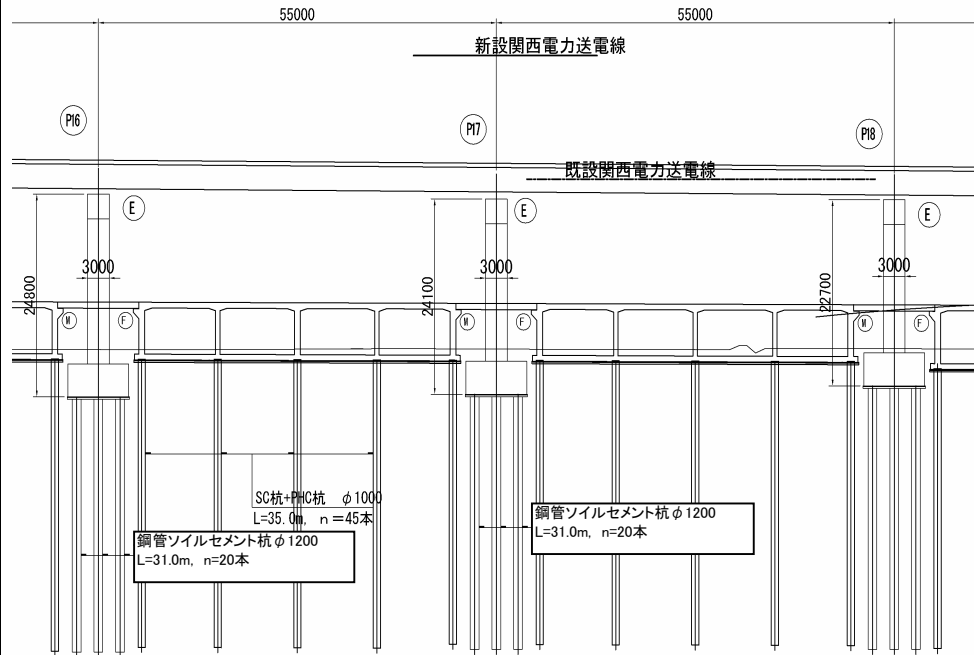 55000
55000
新設関西電力送電線
P16
P17
P18
既設関西電力送電線
E
E
E
3000
3000
3000
24800
24100
22700
M
F
M
F
M
F
SC杭+PHC杭 φ1000
L=35.0m, n=45本
鋼管ソイルセメント杭φ1200
L=31.0m, n=20本
鋼管ソイルセメント杭φ1200
L=31.0m, n=20本